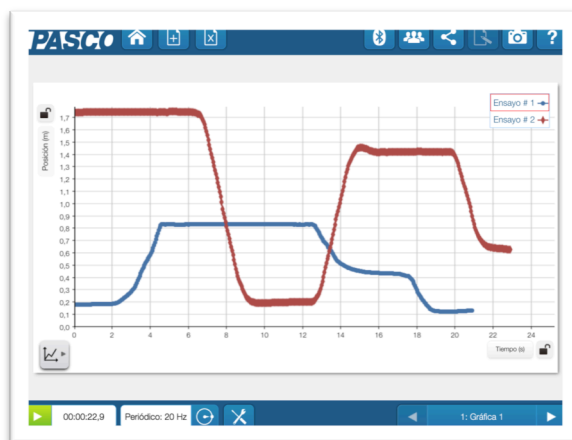 PASCO
?
Ensayo # 1
Ensayo # 2
Posición (m)
1,7
1,6
1,5
1,4
1,3
1,2
1,1
1,0
0,9
0,8
0,7
0,6
0,5
0,4
0,3
0,2
0,1
0,0
0 2 4 6 8 10 12 14 16 18 20 22 24
Tiempo (s)
00:00:22,9 Periódico: 20 Hz 1: Gráfica 1